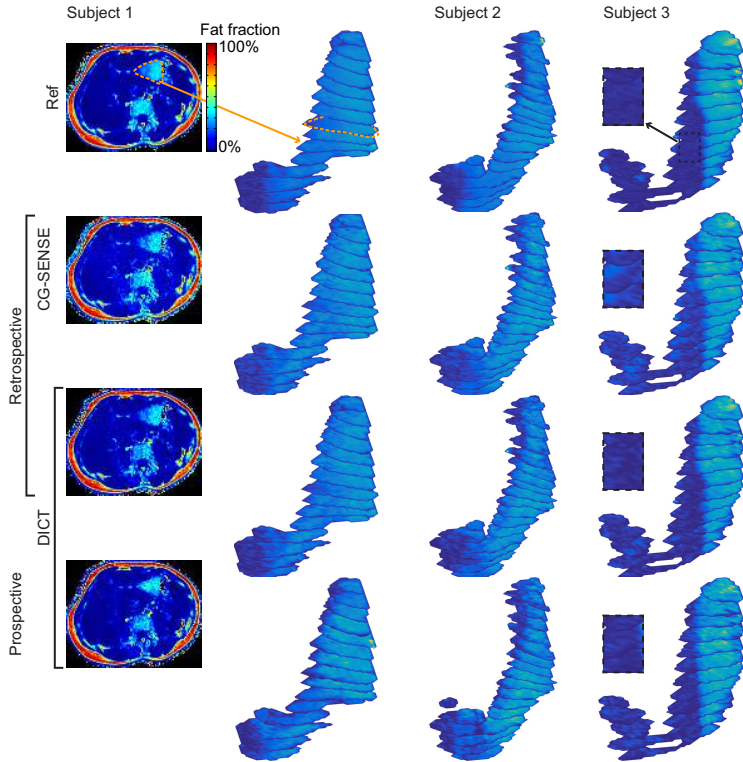 Subject 1
Subject 2
Subject 3
Fat fraction
100%
0%
Ref
Retrospective
CG-SENSE
DICT
Prospective